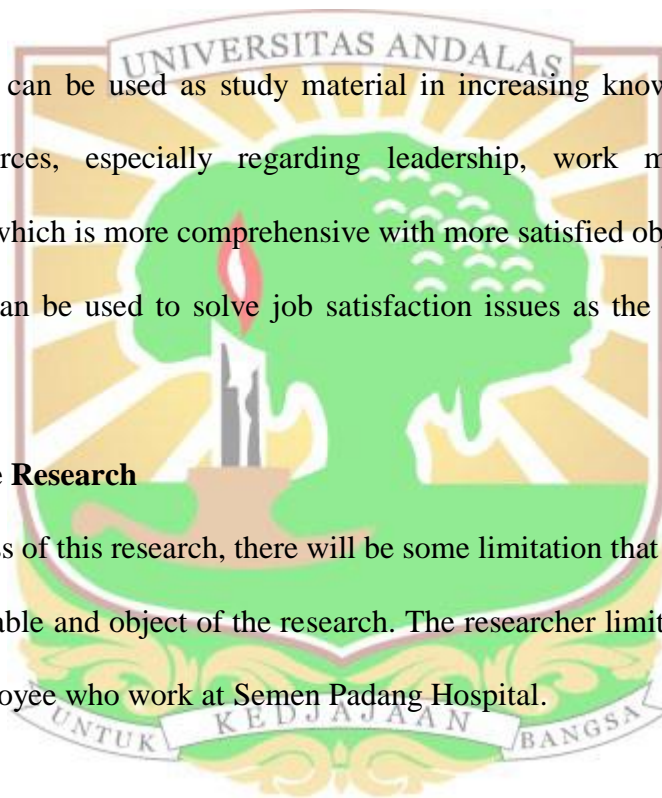 UNIVERSITAS ANDALAS
can be used as study material in increasing know
rces, especially regarding leadership, work m
which is more comprehensive with more satisfied ob
an be used to solve job satisfaction issues as the
e Research
ss of this research, there will be some limitation that
able and object of the research. The researcher limit
oyee who work at Semen Padang Hospital.
UNTUK KEDJAJAAN BANGSA